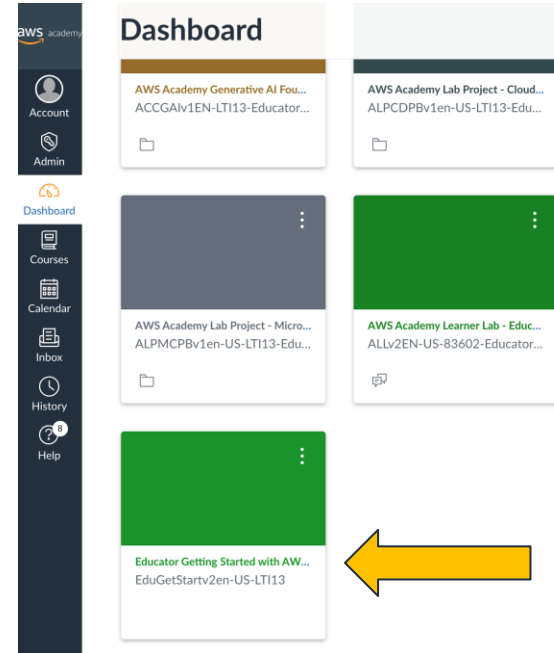 aws academy
Dashboard
Account
Admin
Dashboard
Courses
Calendar
Inbox
History
8
Help
AWS Academy Generative AI Fou...
ACCGAIv1EN-LTI13-Educator...
AWS Academy Lab Project - Cloud...
ALPCDPBv1en-US-LTI13-Edu...
AWS Academy Lab Project - Micro...
ALPMCPBv1en-US-LTI13-Edu...
AWS Academy Learner Lab - Educ...
ALLv2EN-US-83602-Educator...
Educator Getting Started with AW...
EduGetStartv2en-US-LTI13